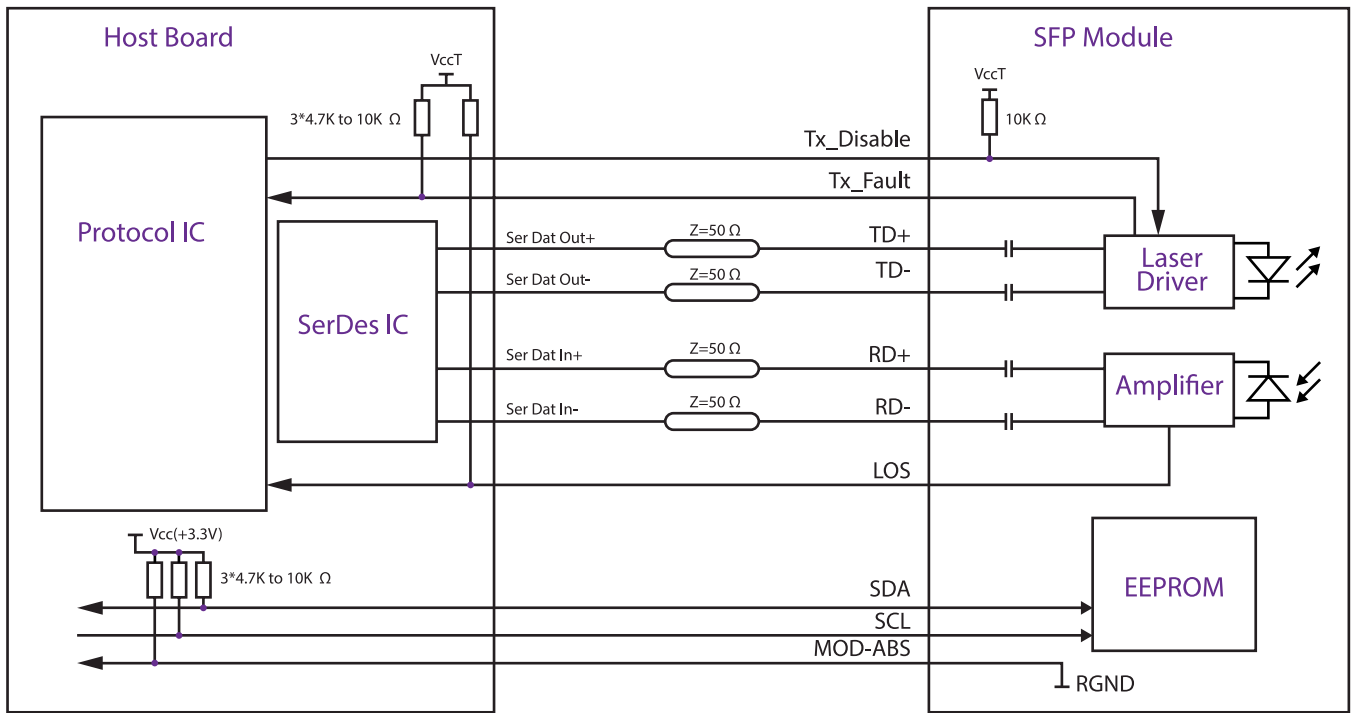 Host Board
SFP Module
VccT
VccT
3*4.7K to 10K Ω
10K Ω
Tx_Disable
Tx_Fault
Protocol IC
Ser Dat Out+
Z=50 Ω
TD+
Ser Dat Out-
Z=50 Ω
TD-
Laser
Driver
SerDes IC
Ser Dat In+
Z=50 Ω
RD+
Amplifier
Ser Dat In-
Z=50 Ω
RD-
LOS
Vcc(+3.3V)
3*4.7K to 10K Ω
SDA
EEPROM
SCL
MOD-ABS
RGND